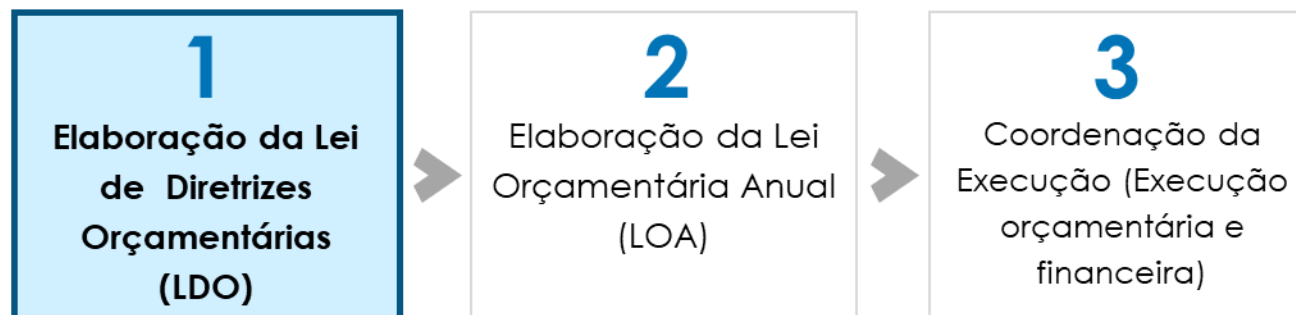 1
Elaboração da Lei
de Diretrizes
Orçamentárias
(LDO)
2
Elaboração da Lei
Orçamentária Anual
(LOA)
3
Coordenação da
Execução (Execução
orçamentária e
financeira)